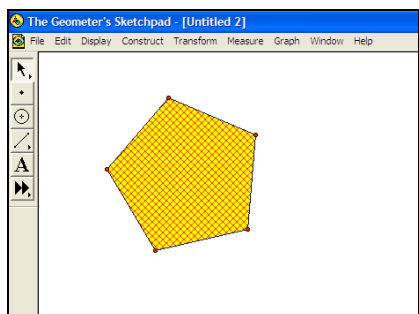 The Geometer's Sketchpad - [Untitled 2]
File Edit Display Construct Transform Measure Graph Window Help
A